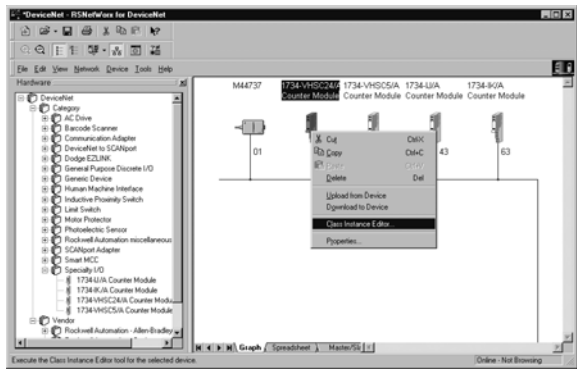 *DeviceNet - RSNetWorx for DeviceNet
File Edit View Network Device Tools Help
Hardware
DeviceNet
Category
AC Drive
Barcode Scanner
Communication Adapter
DeviceNet to SCANport
Dodge EZLINK
General Purpose Discrete I/O
Generic Device
Human Machine Interface
Inductive Proximity Switch
Limit Switch
Motor Protector
Photoelectric Sensor
Rockwell Automation miscellaneous
SCANport Adapter
Smart MCC
Specialty I/O
1734-IJ/A Counter Module
1734-IK/A Counter Module
1734-VHSC24/A Counter Modu
1734-VHSC5/A Counter Module
Vendor
Rockwell Automation - Allen-Bradley
M44737
1734-VHSC24/A
Counter Module
1734-VHSC5/A
Counter Module
1734-IJ/A
Counter Module
1734-IK/A
Counter Module
01
43
63
Cut Ctrl+X
Copy Ctrl+C
Paste Ctrl+V
Delete Del
Upload from Device
Download to Device
Class Instance Editor...
Properties...
Graph Spreadsheet Master/Sl
Execute the Class Instance Editor tool for the selected device.
Online - Not Browsing